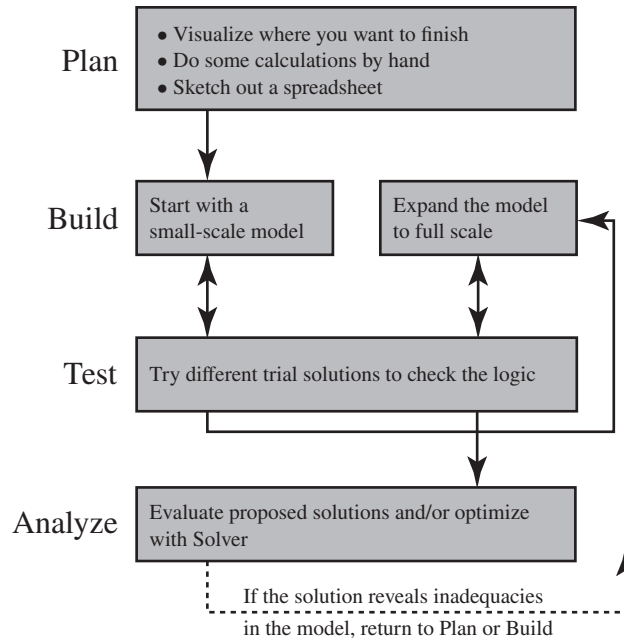 Plan
• Visualize where you want to finish
• Do some calculations by hand
• Sketch out a spreadsheet
Build
Start with a
small-scale model
Expand the model
to full scale
Test
Try different trial solutions to check the logic
Analyze
Evaluate proposed solutions and/or optimize
with Solver
If the solution reveals inadequacies
in the model, return to Plan or Build